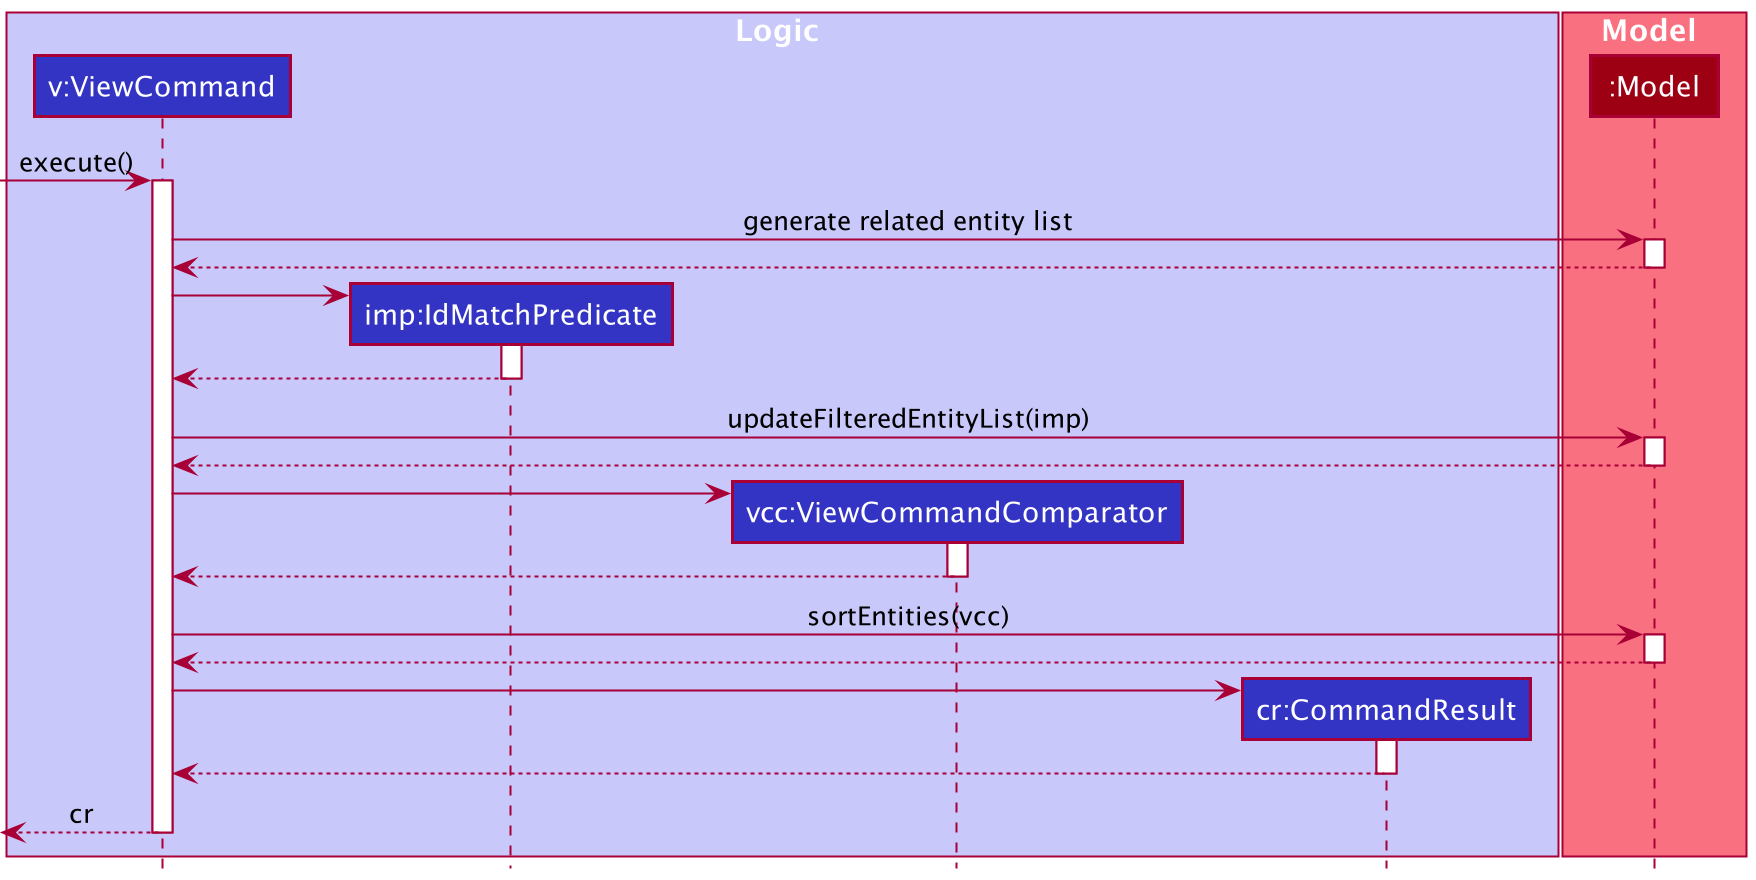 Logic
Model
v:ViewCommand
:Model
execute()
generate related entity list
imp:IdMatchPredicate
updateFilteredEntityList(imp)
vcc:ViewCommandComparator
sortEntities(vcc)
cr:CommandResult
cr